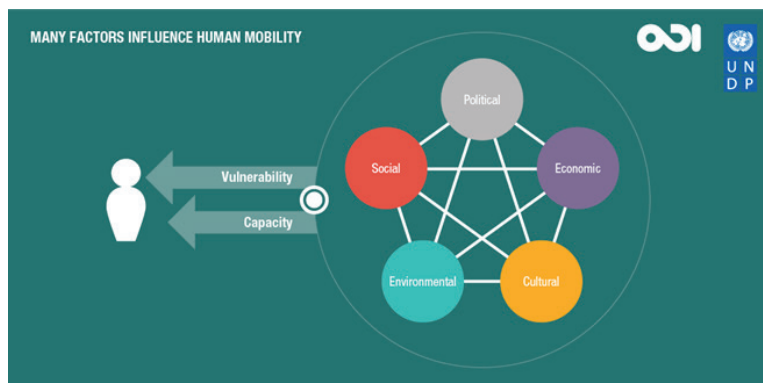 MANY FACTORS INFLUENCE HUMAN MOBILITY
ODI
U N
D P
Political
Social
Economic
Vulnerability
Capacity
Environmental
Cultural